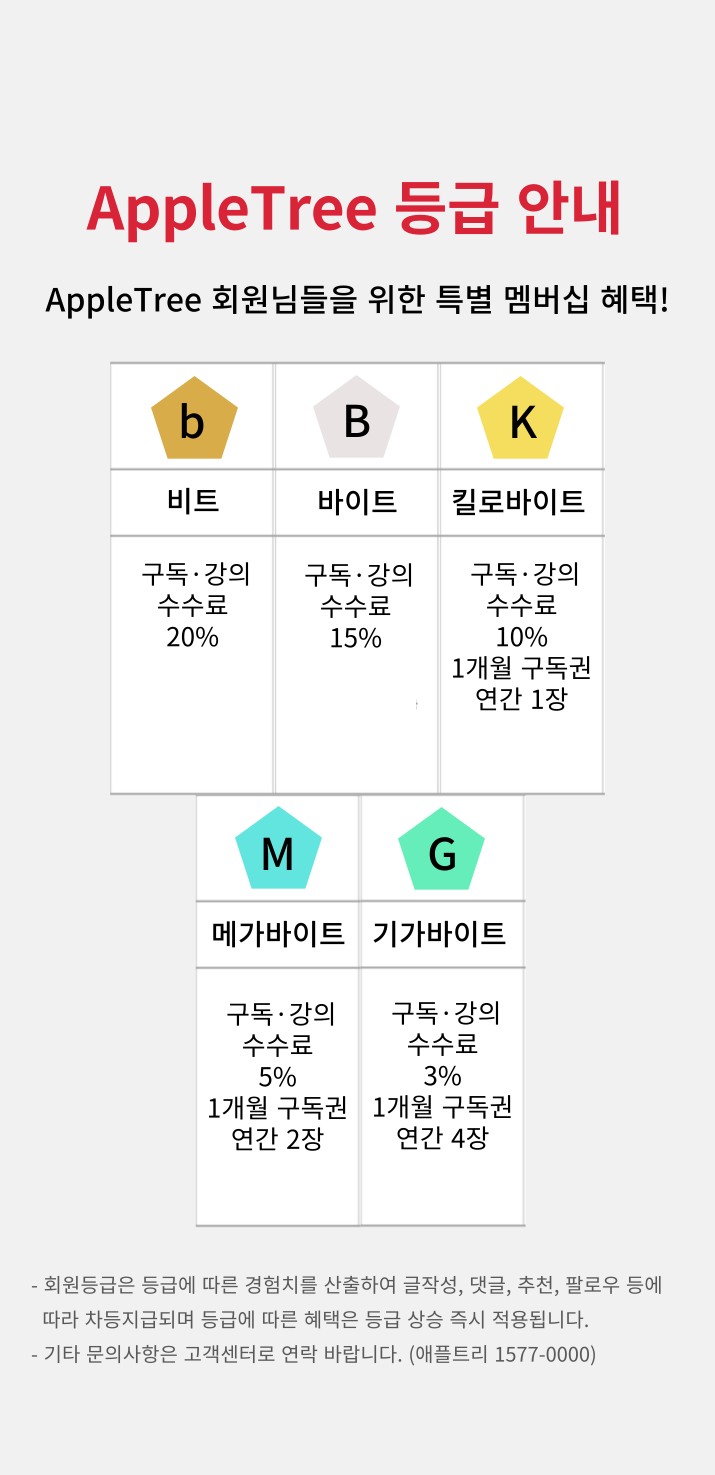 AppleTree 등급 안내
AppleTree 회원님들을 위한 특별 멤버십 혜택!
b
B
K
비트
바이트
킬로바이트
구독·강의
수수료
20%
구독·강의
수수료
15%
구독·강의
수수료
10%
1개월 구독권
연간 1장
M
G
메가바이트
기가바이트
구독·강의
수수료
5%
1개월 구독권
연간 2장
구독·강의
수수료
3%
1개월 구독권
연간 4장
- 회원등급은 등급에 따른 경험치를 산출하여 글작성, 댓글, 추천, 팔로우 등에
따라 차등지급되며 등급에 따른 혜택은 등급 상승 즉시 적용됩니다.
- 기타 문의사항은 고객센터로 연락 바랍니다. (애플트리 1577-0000)